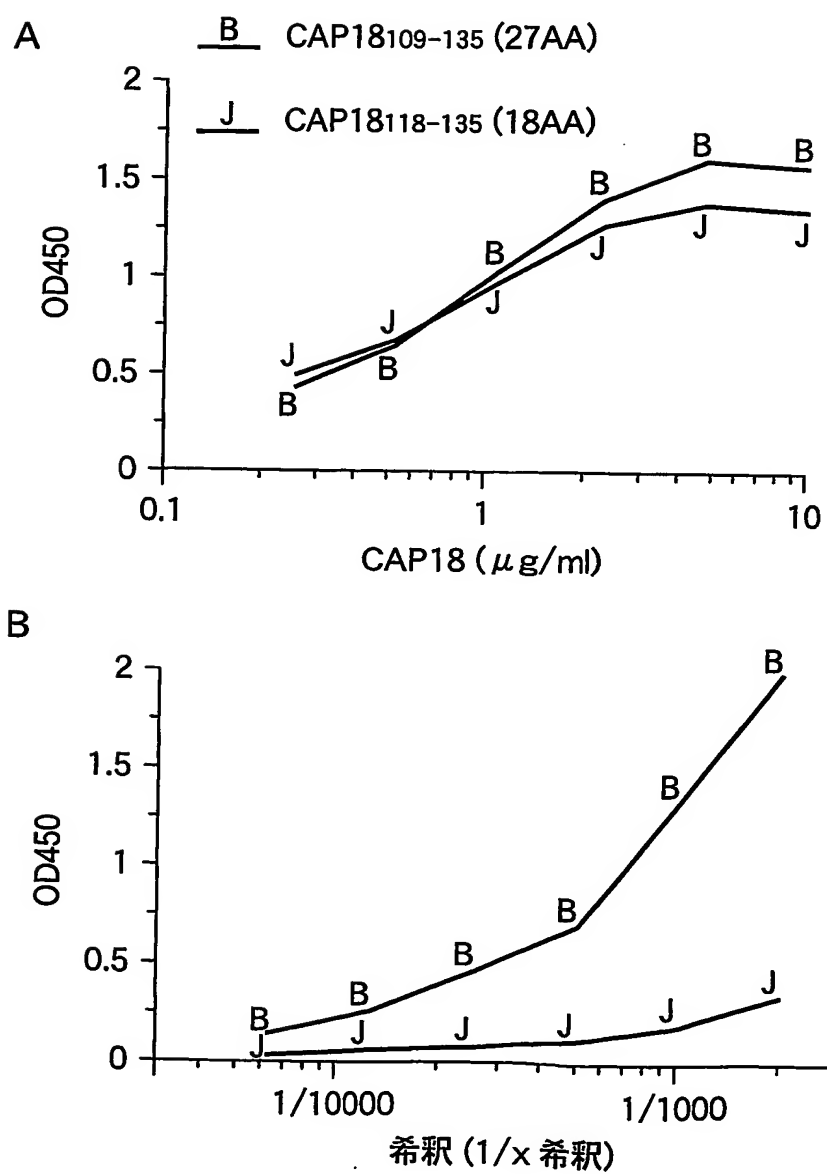 A
B CAP18109-135 (27AA)
J CAP18118-135 (18AA)
2
1.5
1
0.5
0
OD450
B B B B B B
J J J J J J
0.1 1 10
CAP18 (μg/ml)
B
2
1.5
1
0.5
0
OD450
B B B B B B
J J J J J J
1/10000 1/1000
希釈 (1/x 希釈)